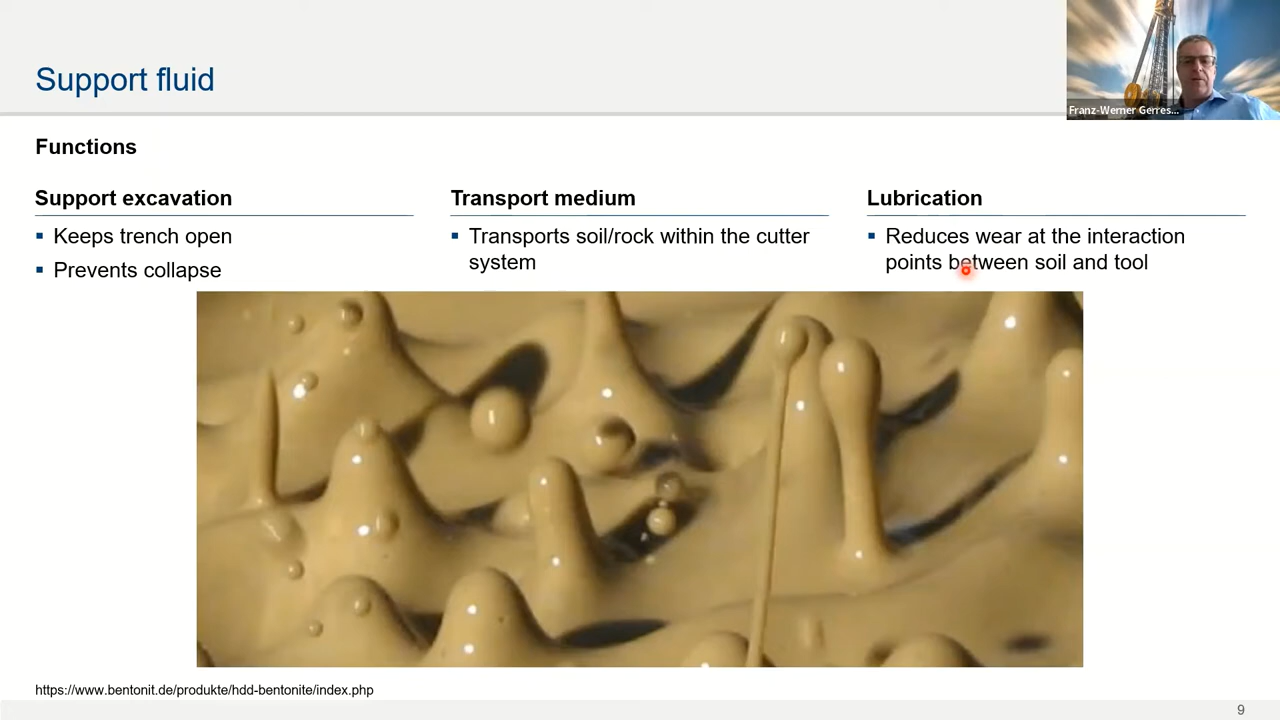 Support fluid
Franz-Werner Gerres...
Functions
Support excavation
▪ Keeps trench open
▪ Prevents collapse
Transport medium
▪ Transports soil/rock within the cutter
system
Lubrication
▪ Reduces wear at the interaction
points between soil and tool
https://www.bentonit.de/produkte/hdd-bentonite/index.php
9